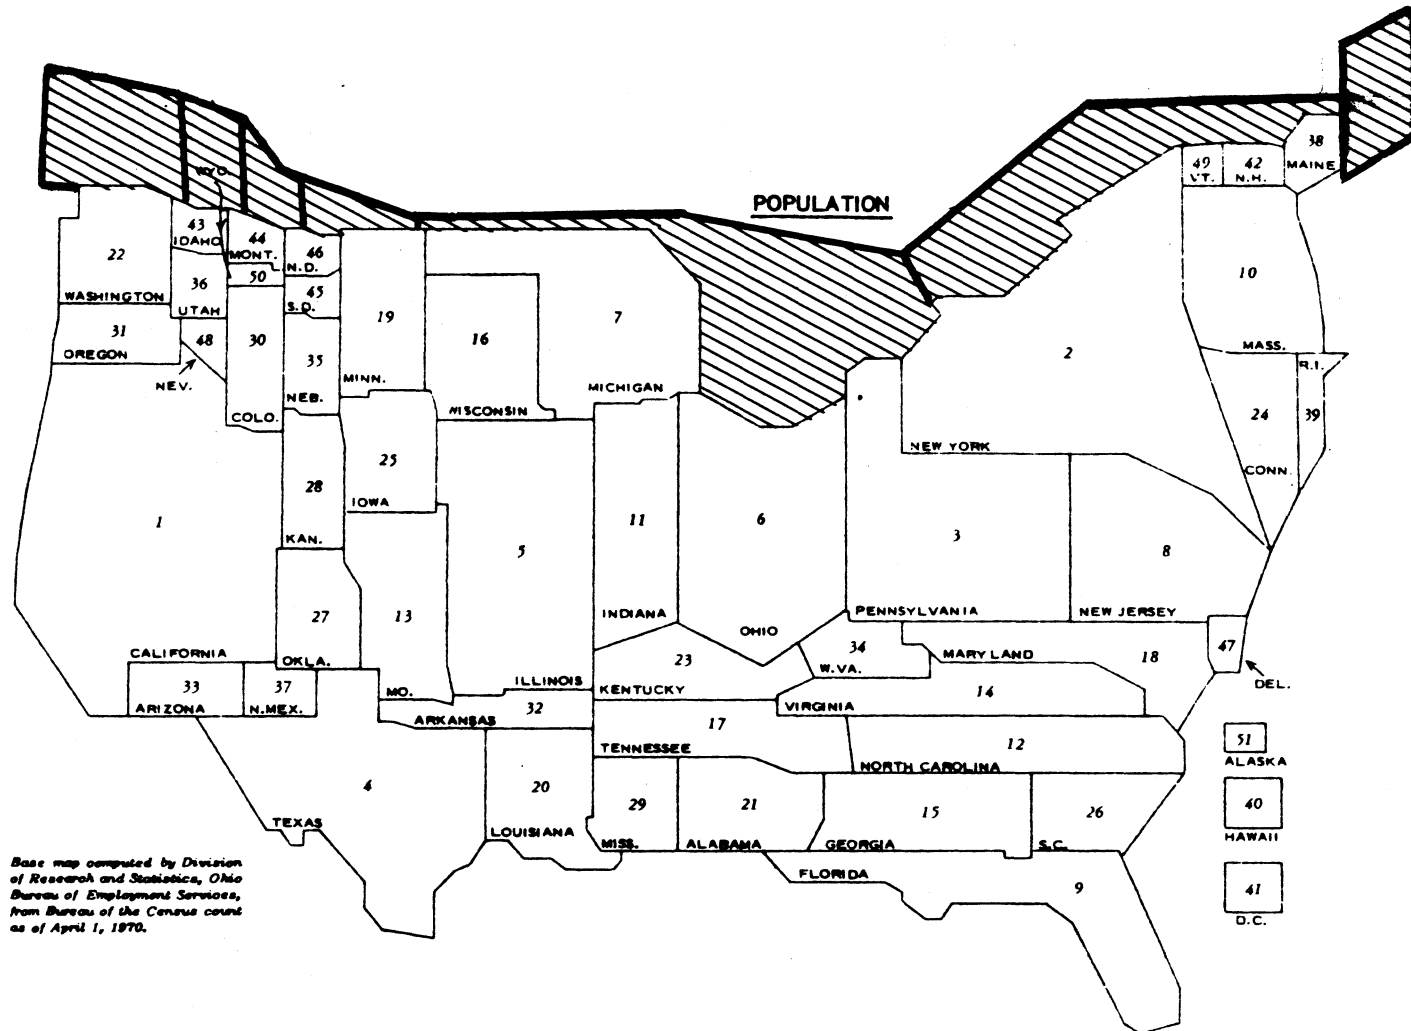 POPULATION
WYO.
38
MAINE
49
VT.
42
N.H.
43
IDAHO
44
MONT.
46
N.D.
22
WASHINGTON
36
UTAH
50
45
S.D.
10
MASS.
31
OREGON
48
NEV.
30
COLO.
35
NEB.
19
MINN.
16
WISCONSIN
7
MICHIGAN
2
NEW YORK
R.I.
39
24
CONN.
28
KAN.
25
IOWA
1
CALIFORNIA
5
ILLINOIS
11
INDIANA
6
OHIO
3
PENNSYLVANIA
8
NEW JERSEY
27
OKLA.
13
MO.
23
KENTUCKY
34
W.VA.
MARYLAND
18
47
DEL.
33
ARIZONA
37
N.MEX.
32
ARKANSAS
14
VIRGINIA
17
TENNESSEE
12
NORTH CAROLINA
4
TEXAS
20
LOUISIANA
29
MISS.
21
ALABAMA
15
GEORGIA
26
S.C.
9
FLORIDA
51
ALASKA
40
HAWAII
41
D.C.
Base map computed by Division
of Research and Statistics, Ohio
Bureau of Employment Services,
from Bureau of the Census count
as of April 1, 1970.